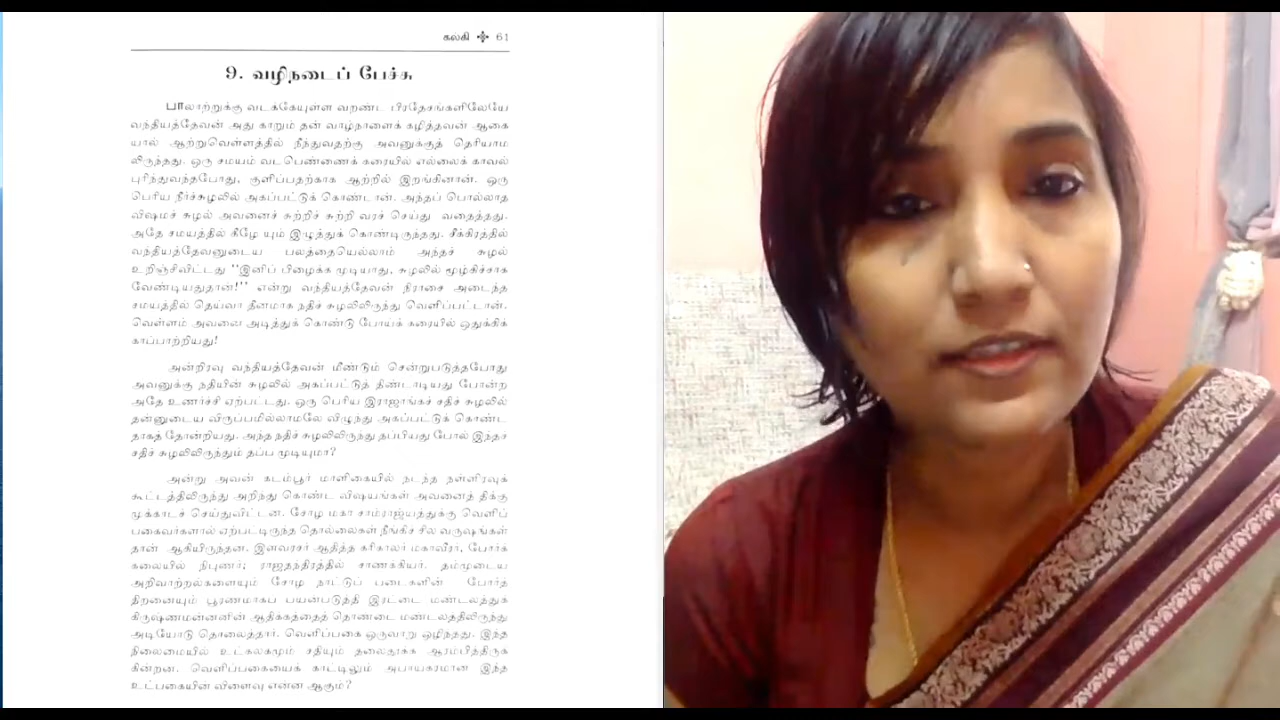 கலகி ✤ 61
9. வழிநடைப் பேச்சு
பாலாற்றுக்கு வடக்கேயுள்ள வறண்ட பிரதேசங்களிலேயே
வந்தியத்தேவன் அது காறும் தன் வாழ்நாளைக் கழித்தவன் ஆகை
யால் ஆற்றுவெள்ளத்தில் நீந்துவதற்கு அவனுக்குத் தெரியாம
லிருந்தது. ஒரு சமயம் வடபெண்ணைக் கரையில் எல்லைக் காவல்
புரிந்துவந்தபோது, குளிப்பதற்காக ஆற்றில் இறங்கினான். ஒரு
பெரிய நீர்ச்சுழலில் அகப்பட்டுக் கொண்டான். அந்தப் பொல்லாத
விஷமச் சுழல் அவனைச் சுற்றிச் சுற்றி வரச் செய்து வதைத்தது.
அதே சமயத்தில் கீழே யும் இழுத்துக் கொண்டிருந்தது. சீக்கிரத்தில்
வந்தியத்தேவனுடைய பலத்தையெல்லாம் அந்தச் சுழல்
உறிஞ்சிவிட்டது ''இனிப் பிழைக்க முடியாது, சுழலில் மூழ்கிச்சாக
வேண்டியதுதான்!'' என்று வந்தியத்தேவன் நிராசை அடைந்த
சமயத்தில் தெய்வா தீனமாக நதிச் சுழலிலிருந்து வெளிப்பட்டான்.
வெள்ளம் அவனை அடித்துக் கொண்டு போய்க் கரையில் ஒதுக்கிக்
காப்பாற்றியது!
அன்றிரவு வந்தியத்தேவன் மீண்டும் சென்றுபடுத்தபோது
அவனுக்கு நதியின் சுழலில் அகப்பட்டுத் திண்டாடியது போன்ற
அதே உணர்ச்சி ஏற்பட்டது. ஒரு பெரிய இராஜாங்கச் சதிச் சுழலில்
தன்னுடைய விருப்பமில்லாமலே விழுந்து அகப்பட்டுக் கொண்ட
தாகத் தோன்றியது. அந்த நதிச் சுழலிலிருந்து தப்பியது போல் இந்தச்
சதிச் சுழலிலிருந்தும் தப்ப முடியுமா?
அன்று அவன் கடம்பூர் மாளிகையில் நடந்த நள்ளிரவுக்
கூட்டத்திலிருந்து அறிந்து கொண்ட விஷயங்கள் அவனைத் திக்கு
முக்காடச் செய்துவிட்டன. சோழ மகா சாம்ராஜ்யத்துக்கு வெளிப்
பகைவர்களால் ஏற்பட்டிருந்த தொல்லைகள் நீங்கிச் சில வருஷங்கள்
தான் ஆகியிருந்தன. இளவரசர் ஆதித்த கரிகாலர் மகாவீரர், போர்க்
கலையில் நிபுணர்; ராஜதந்திரத்தில் சாணக்கியர். தம்முடைய
அறிவாற்றல்களையும் சோழ நாட்டுப் படைகளின் போர்த்
திறனையும் பூரணமாகப் பயன்படுத்தி இரட்டை மண்டலத்துக்
கிருஷ்ணமன்னனின் ஆதிக்கத்தைத் தொண்டை மண்டலத்திலிருந்து
அடியோடு தொலைத்தார். வெளிப்பகை ஒருவாறு ஒழிந்தது. இந்த
நிலைமையில் உட்கலகமும் சதியும் தலைதூக்க ஆரம்பித்திருக்
கின்றன. வெளிப்பகையைக் காட்டிலும் அபாயகரமான இந்த
உட்பகையின் விளைவு என்ன ஆகும்?